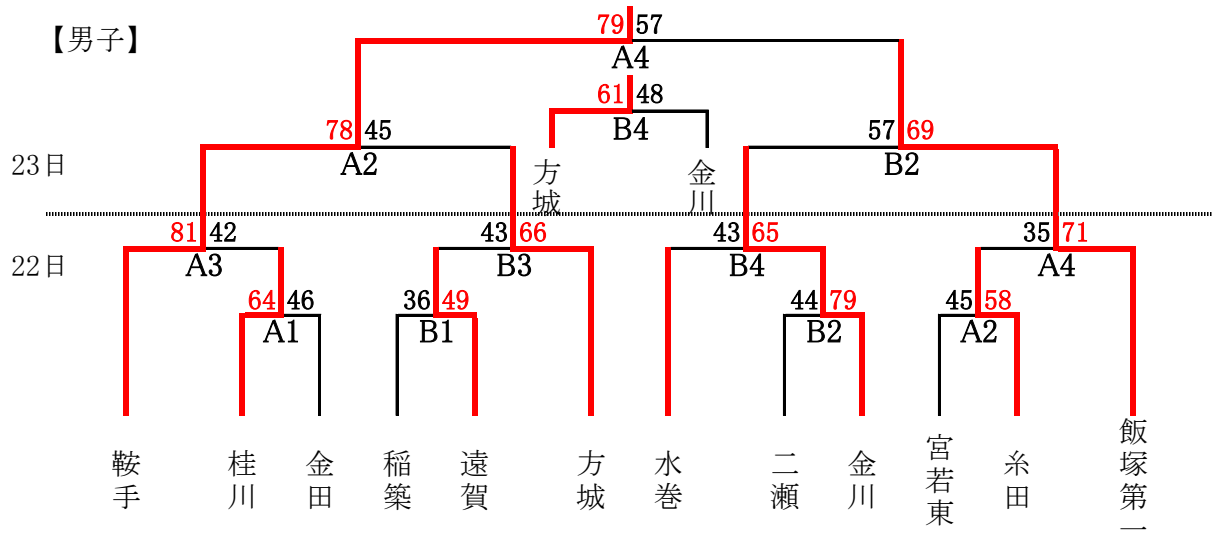 【男子】
79 57
A4
61 48
B4
方城 金川
78 45
A2
57 69
B2
23日
81 42
A3
43 66
B3
43 65
B4
35 71
A4
22日
64 46
A1
36 49
B1
44 79
B2
45 58
A2
鞍手 桂川 金田 稲築 遠賀 方城 水巻 二瀬 金川 宮若東 糸田 飯塚第一